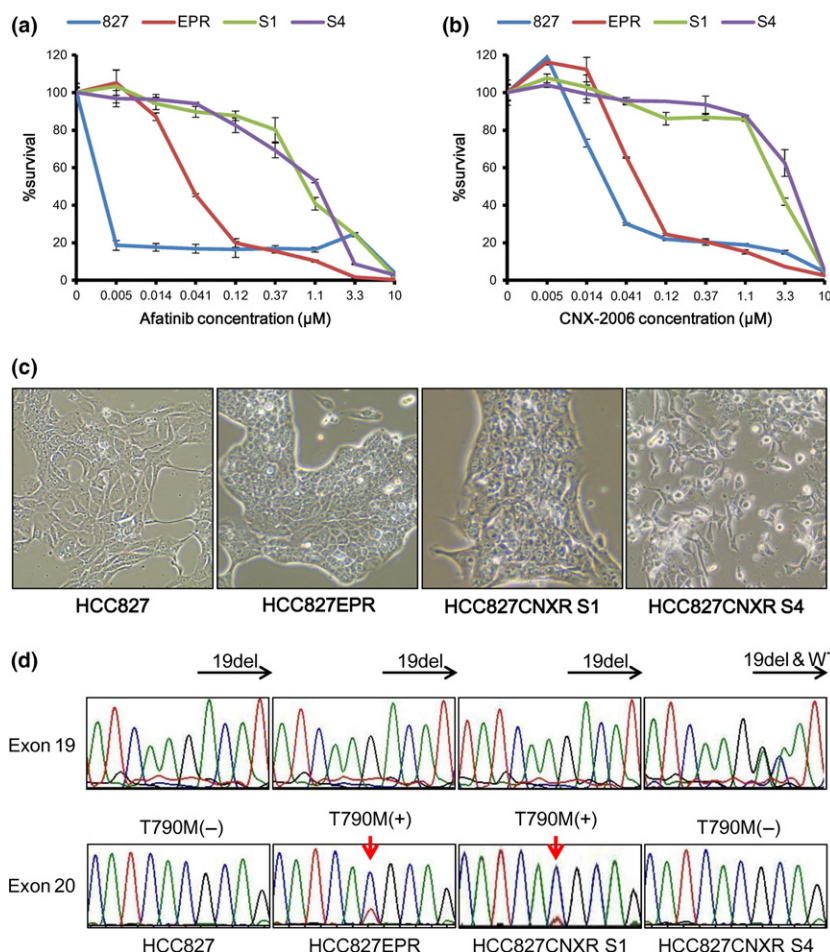 (a)
827 EPR S1 S4
120
100
80
60
40
20
0
%survival
0 0.005 0.014 0.041 0.12 0.37 1.1 3.3 10
Afatinib concentration (µM)
(b)
827 EPR S1 S4
120
100
80
60
40
20
0
%survival
0 0.005 0.014 0.041 0.12 0.37 1.1 3.3 10
CNX-2006 concentration (µM)
(c)
HCC827 HCC827EPR HCC827CNXR S1 HCC827CNXR S4
(d)
19del 19del 19del 19del & WT
Exon 19
T790M(–) T790M(+) T790M(+) T790M(–)
Exon 20
HCC827 HCC827EPR HCC827CNXR S1 HCC827CNXR S4